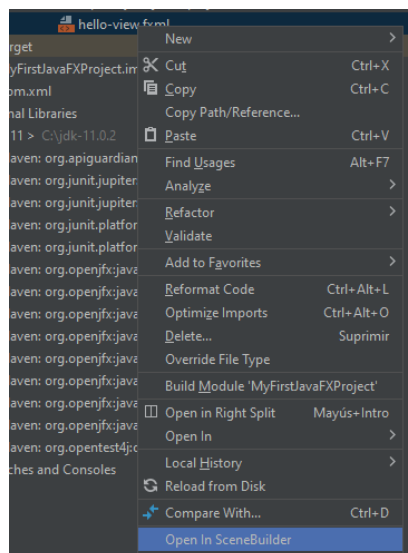 hello-view.fxml
New
rget
yFirstJavaFXProject.im
Cut Ctrl+X
om.xml
Copy Ctrl+C
nal Libraries
Copy Path/Reference...
11 > C:\jdk-11.0.2
Paste Ctrl+V
aven: org.apiguardian
Find Usages Alt+F7
aven: org.junit.jupiter
Analyze
aven: org.junit.jupiter
aven: org.junit.platfor
Refactor
aven: org.junit.platfor
Validate
aven: org.openjfx:java
Add to Favorites
aven: org.openjfx:java
Reformat Code Ctrl+Alt+L
aven: org.openjfx:java
Optimize Imports Ctrl+Alt+O
aven: org.openjfx:java
Delete... Suprimir
aven: org.openjfx:java
Override File Type
aven: org.openjfx:java
Build Module 'MyFirstJavaFXProject'
aven: org.openjfx:java
Open in Right Split Mayús+Intro
aven: org.openjfx:java
Open In
aven: org.opentest4j:o
Local History
ches and Consoles
Reload from Disk
Compare With... Ctrl+D
Open In SceneBuilder